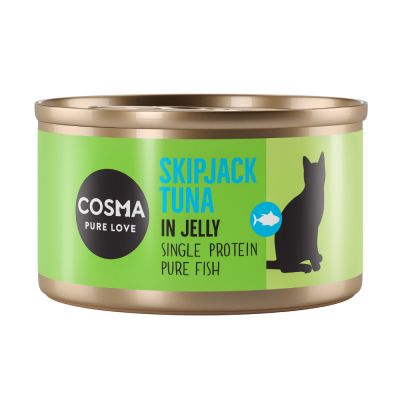 COSMA
PURE LOVE
SKIPJACK
TUNA
IN JELLY
SINGLE PROTEIN
PURE FISH